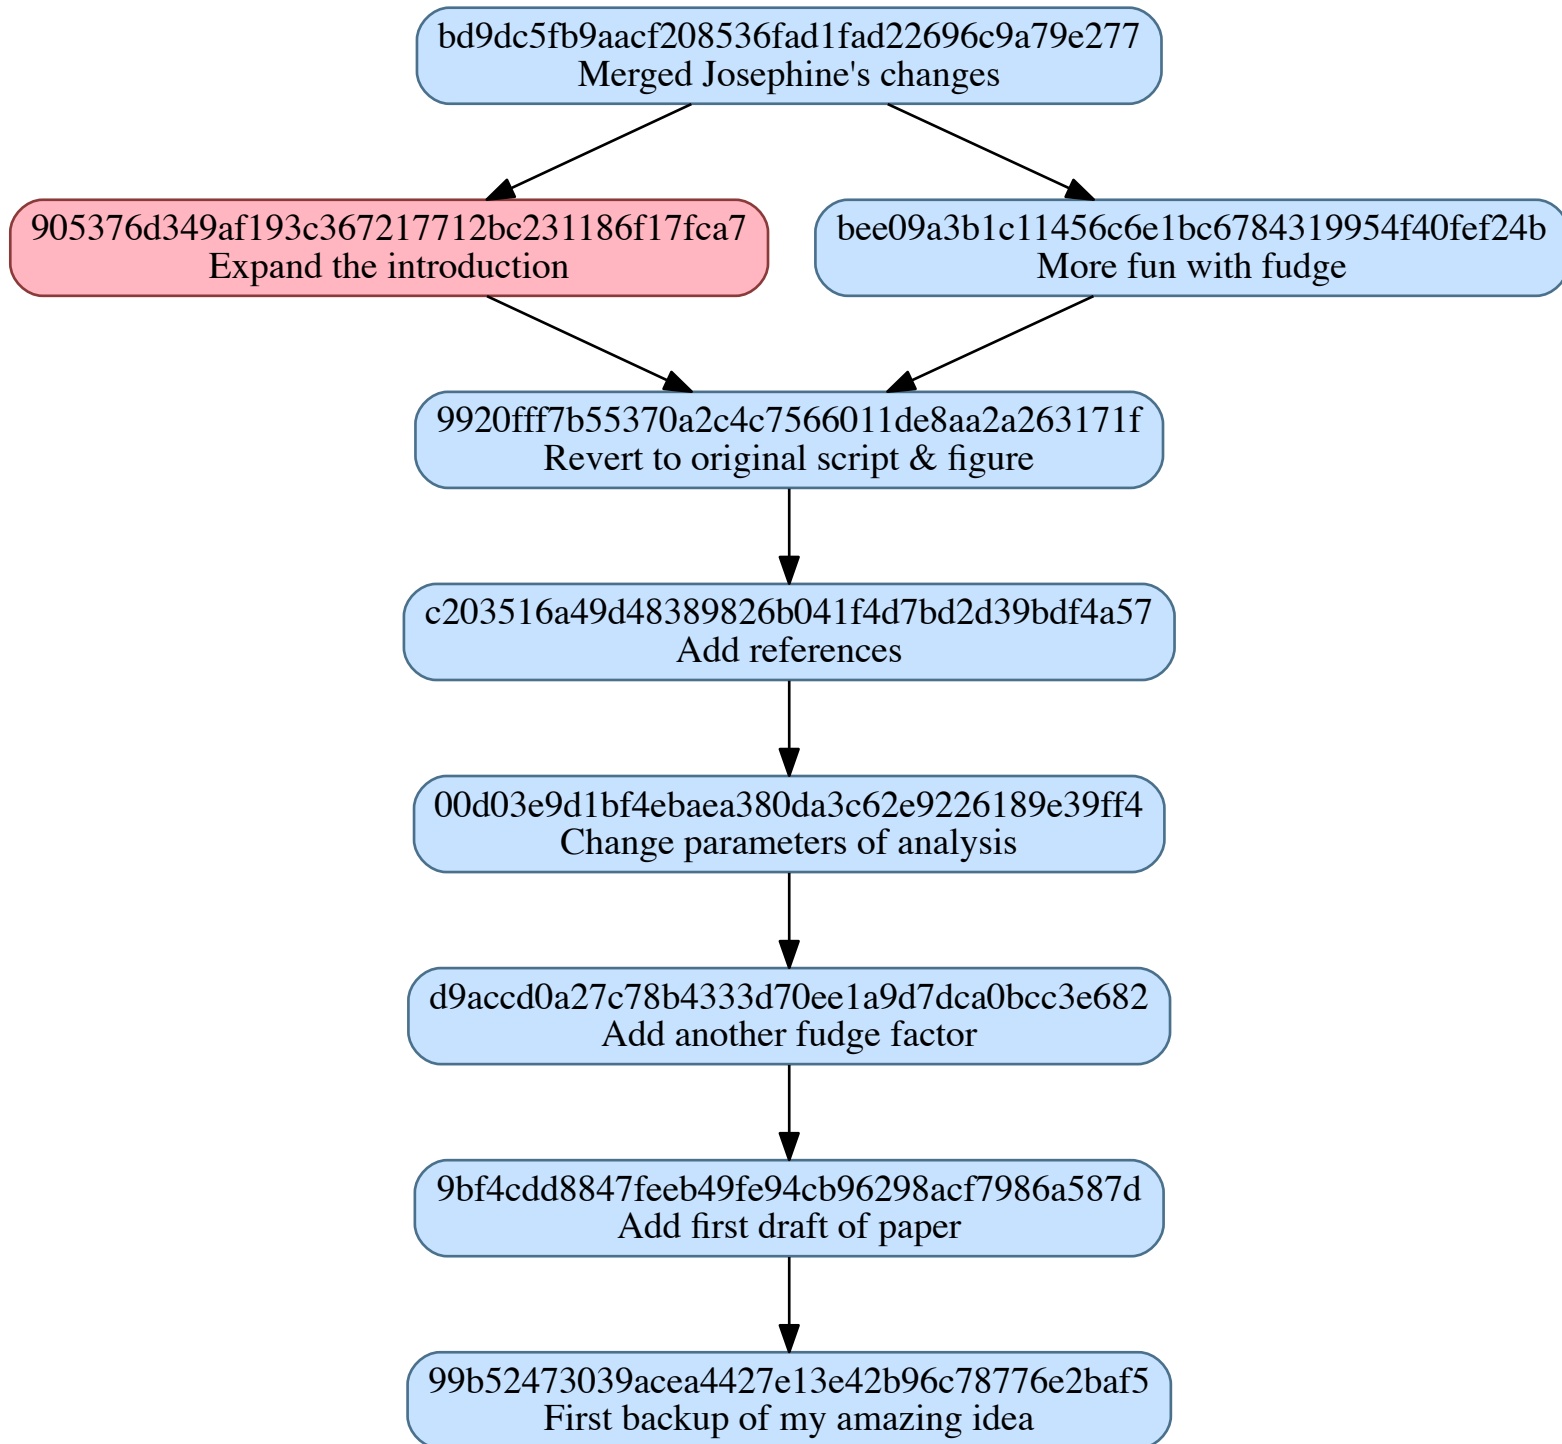 bd9dc5fb9aacf208536fad1fad22696c9a79e277
Merged Josephine's changes
905376d349af193c367217712bc231186f17fca7
Expand the introduction
bee09a3b1c11456c6e1bc6784319954f40fef24b
More fun with fudge
9920fff7b55370a2c4c7566011de8aa2a263171f
Revert to original script & figure
c203516a49d48389826b041f4d7bd2d39bdf4a57
Add references
00d03e9d1bf4ebaea380da3c62e9226189e39ff4
Change parameters of analysis
d9accd0a27c78b4333d70ee1a9d7dca0bcc3e682
Add another fudge factor
9bf4cdd8847feeb49fe94cb96298acf7986a587d
Add first draft of paper
99b52473039acea4427e13e42b96c78776e2baf5
First backup of my amazing idea